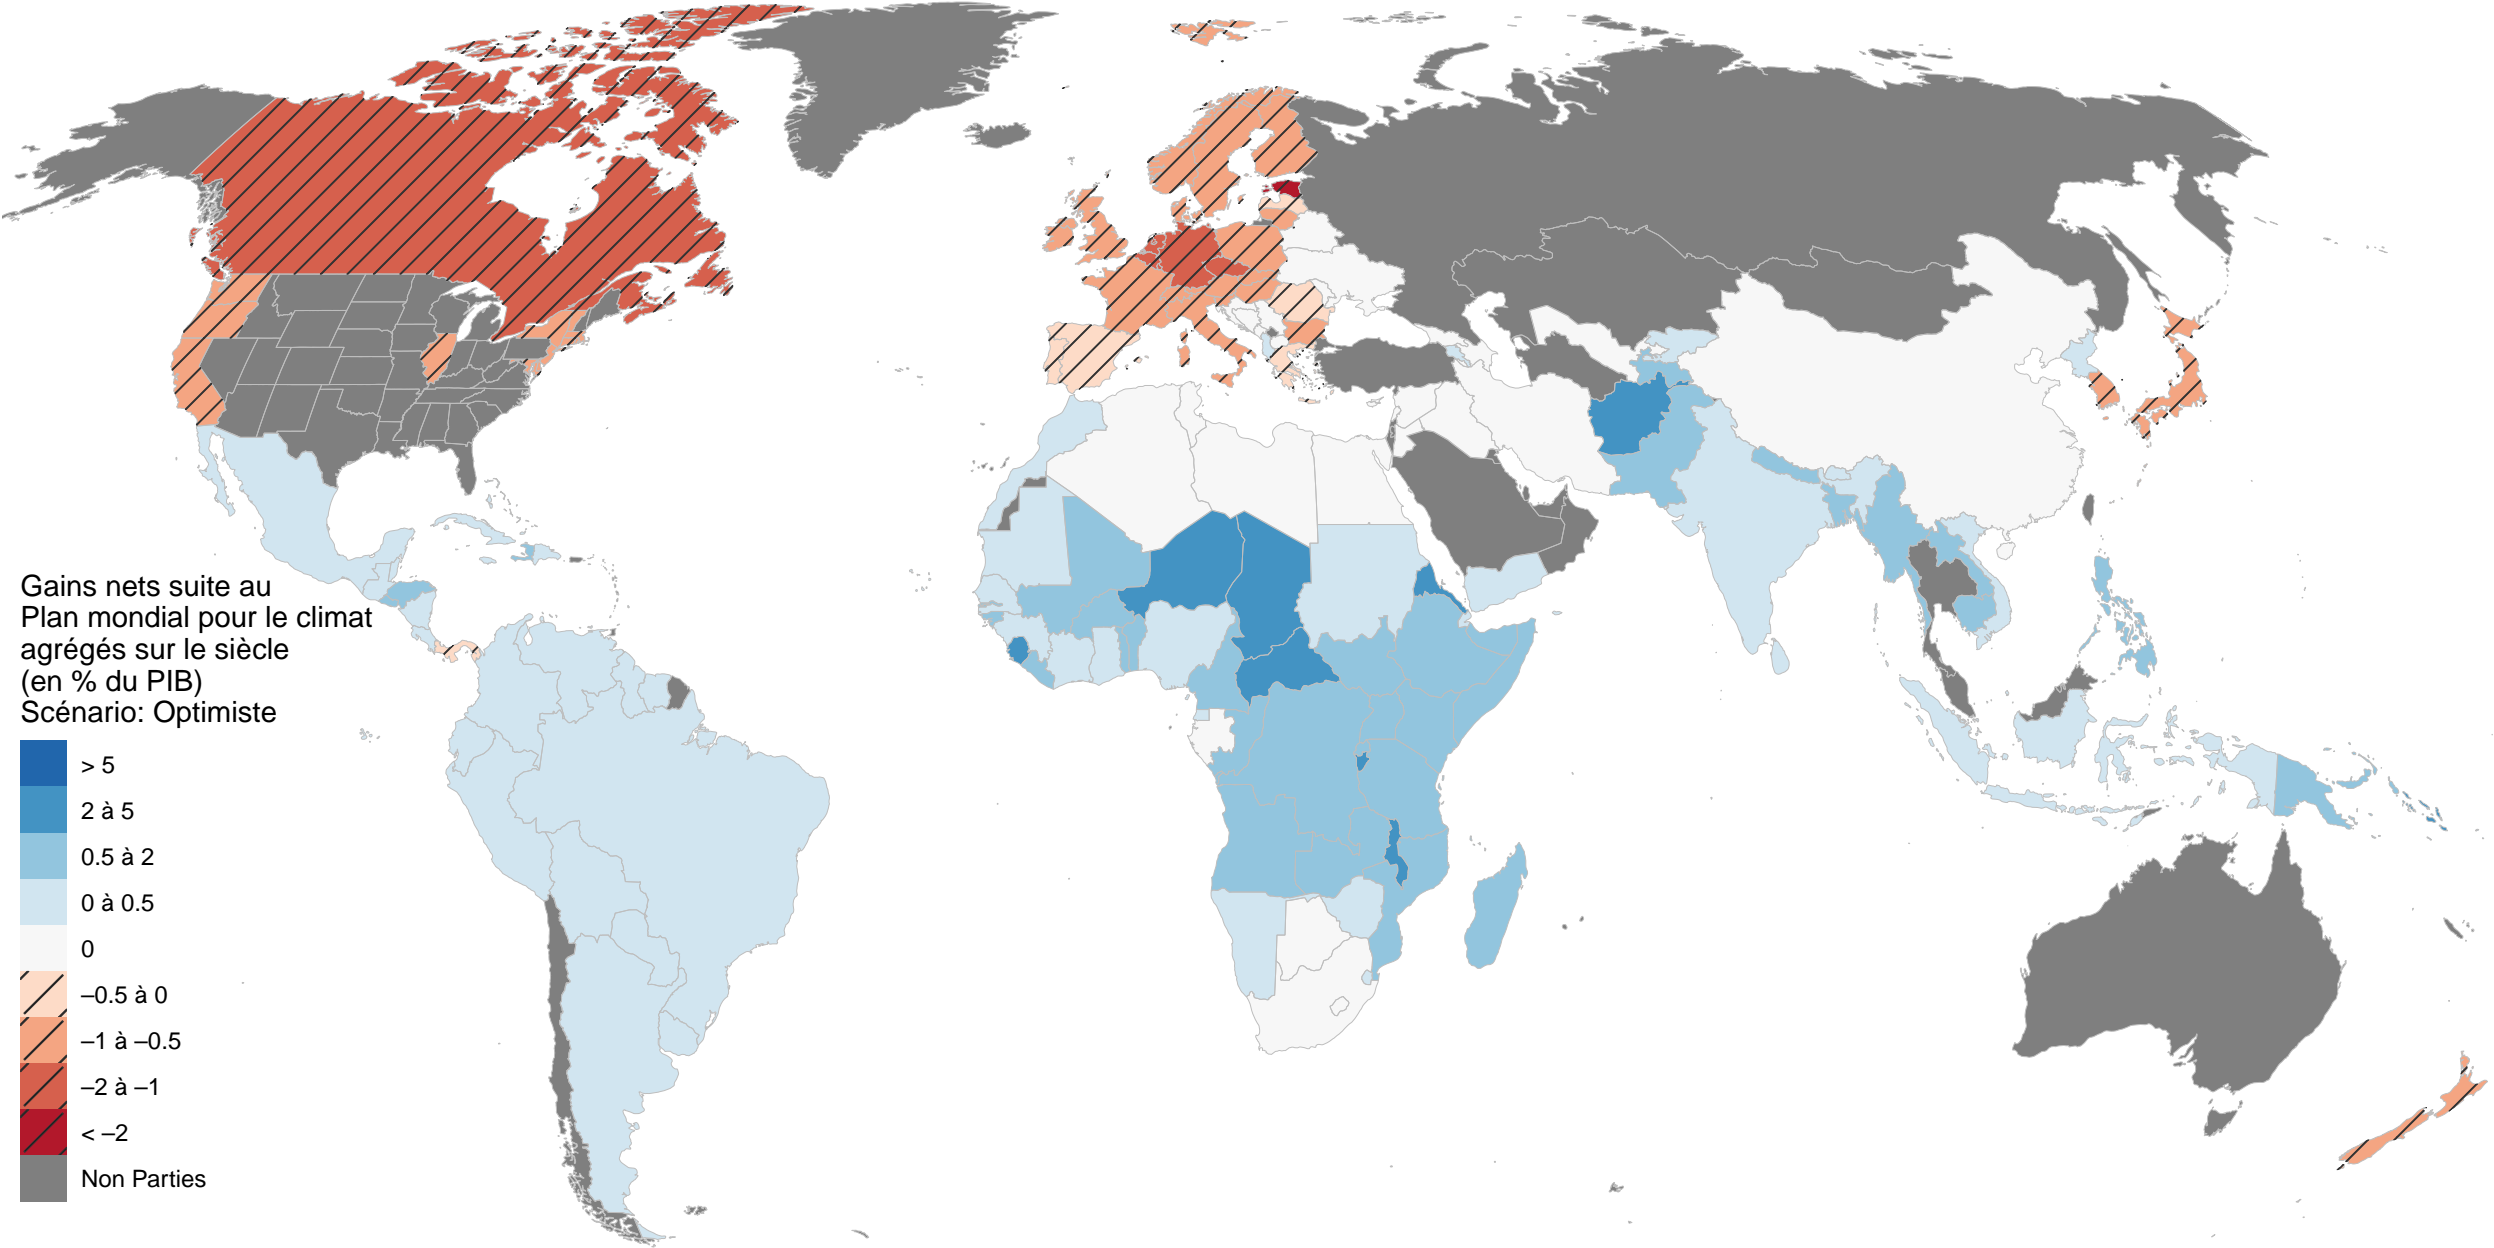 Gains nets suite au
Plan mondial pour le climat
agrégés sur le siècle
(en % du PIB)
Scénario: Optimiste
> 5
2 à 5
0.5 à 2
0 à 0.5
0
–0.5 à 0
–1 à –0.5
–2 à –1
< –2
Non Parties